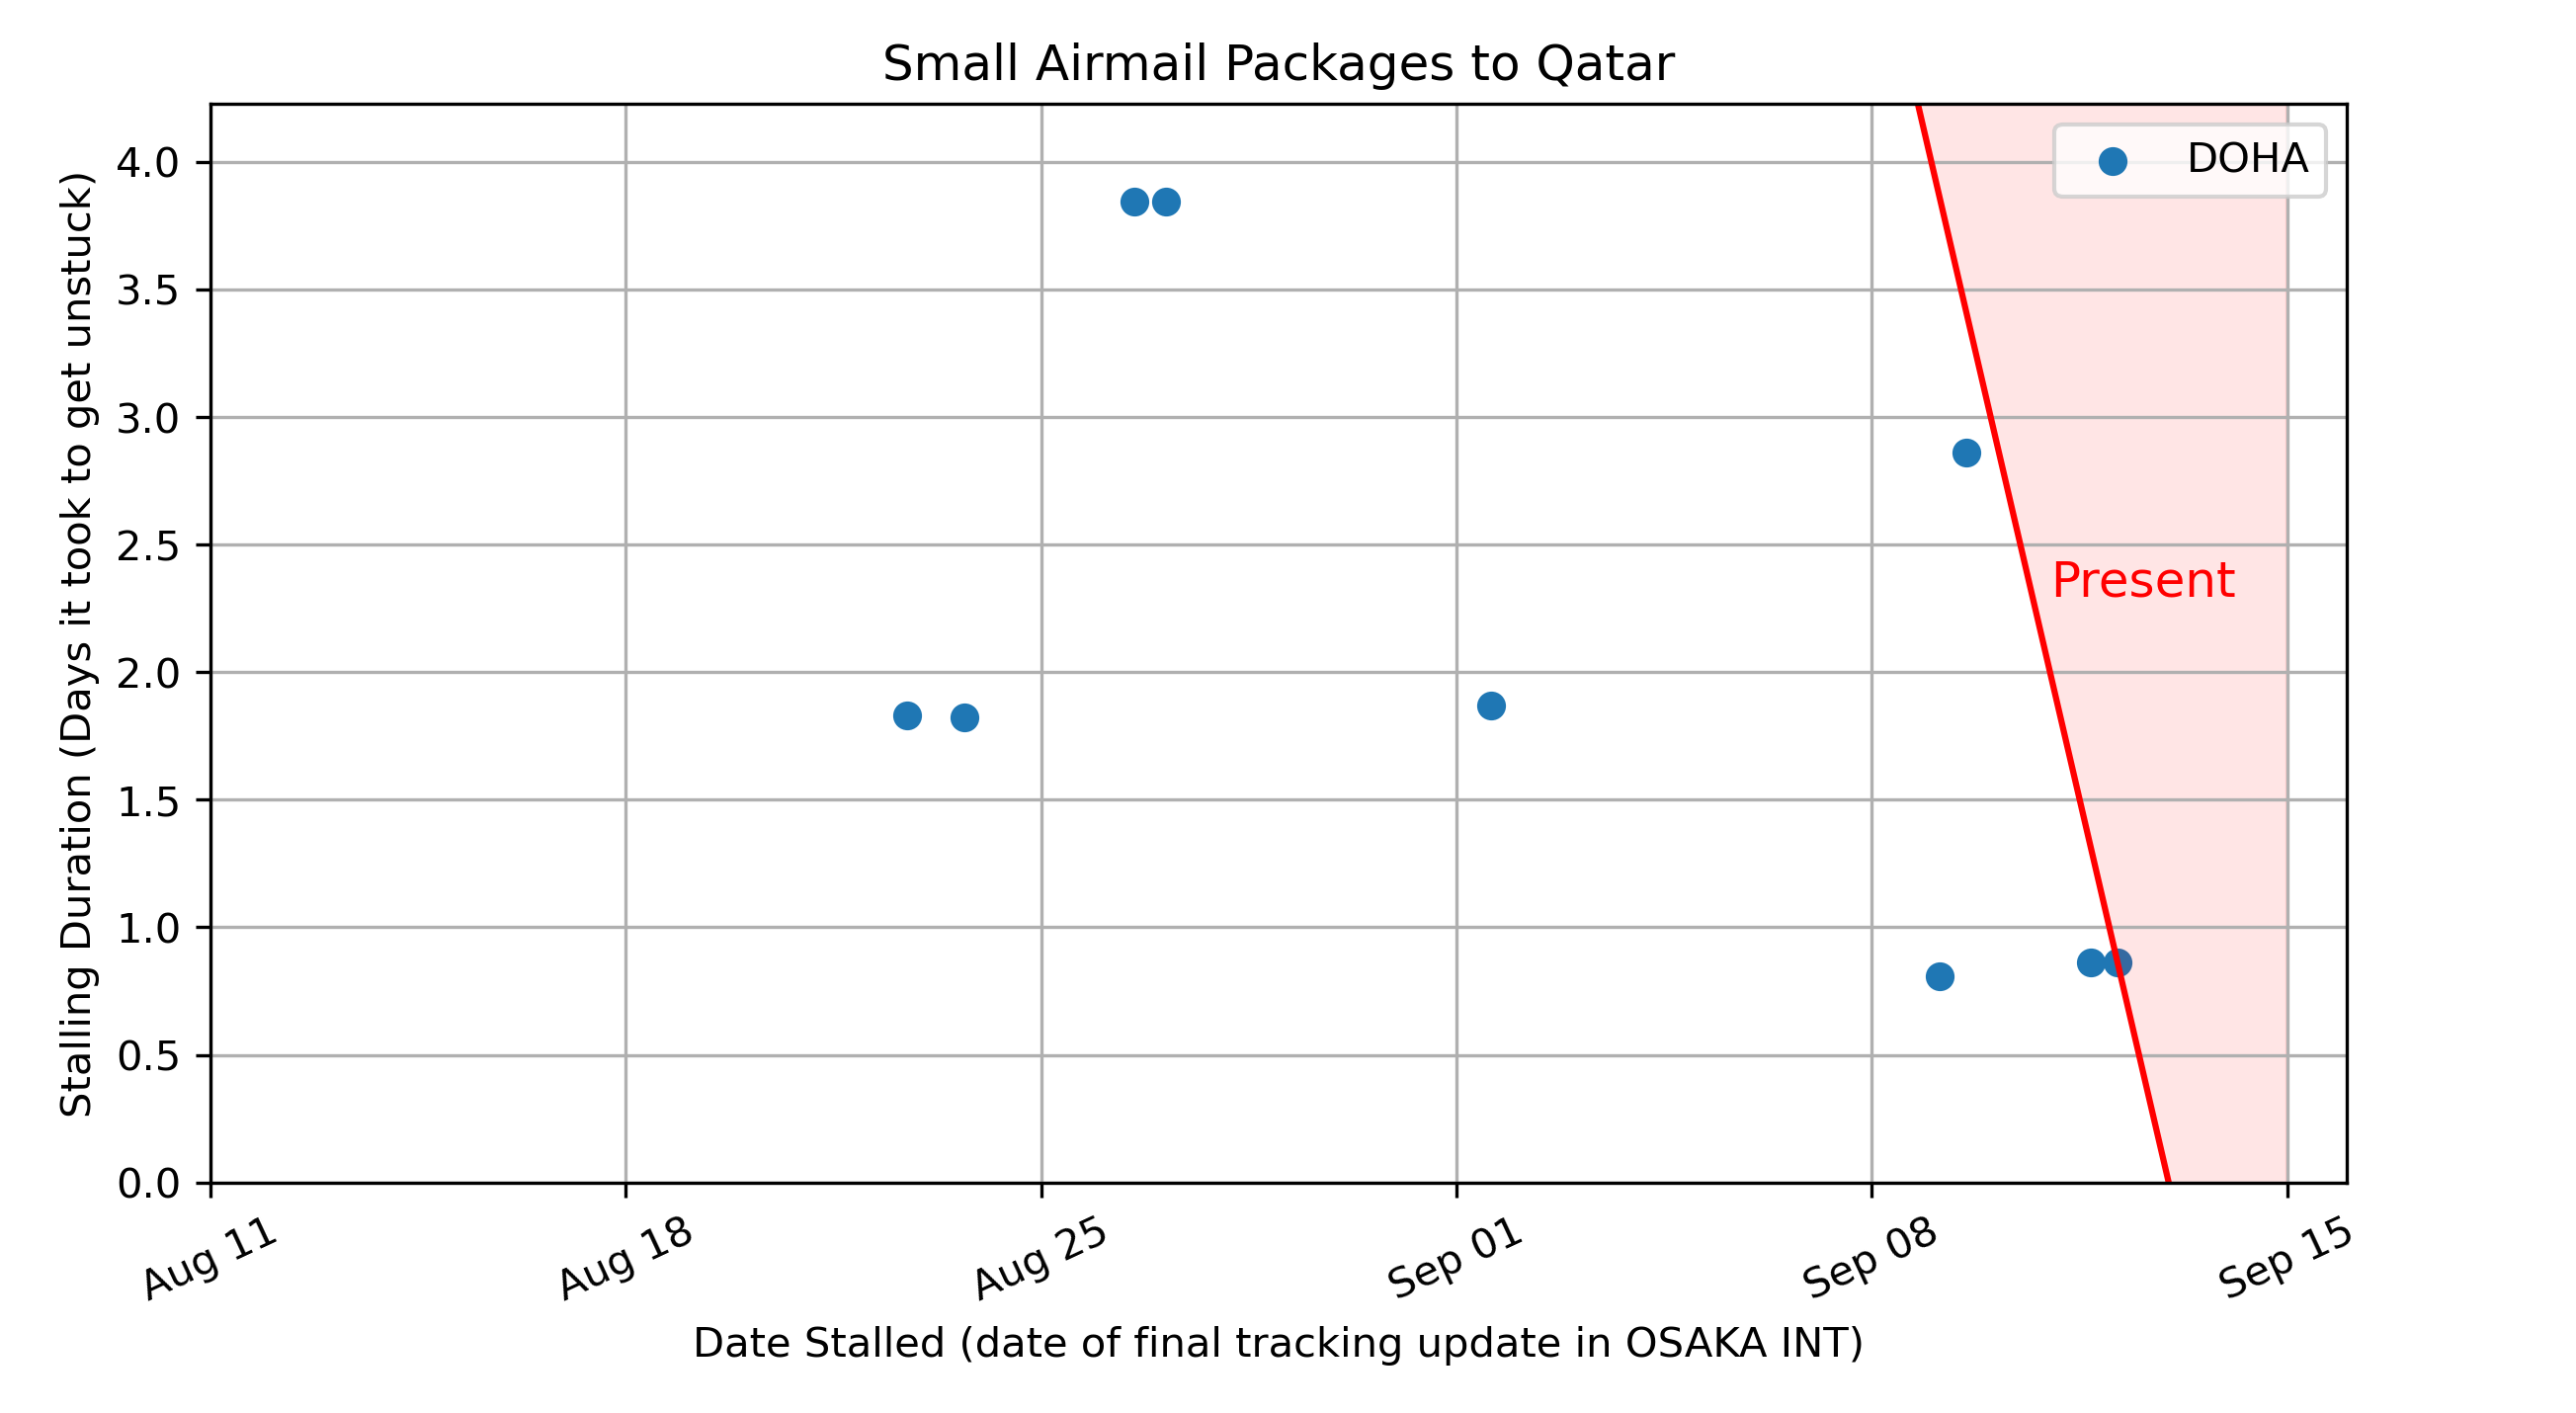 Small Airmail Packages to Qatar
Stalling Duration (Days it took to get unstuck)
4.0
3.5
3.0
2.5
2.0
1.5
1.0
0.5
0.0
DOHA
Present
Aug 11
Aug 18
Aug 25
Sep 01
Sep 08
Sep 15
Date Stalled (date of final tracking update in OSAKA INT)